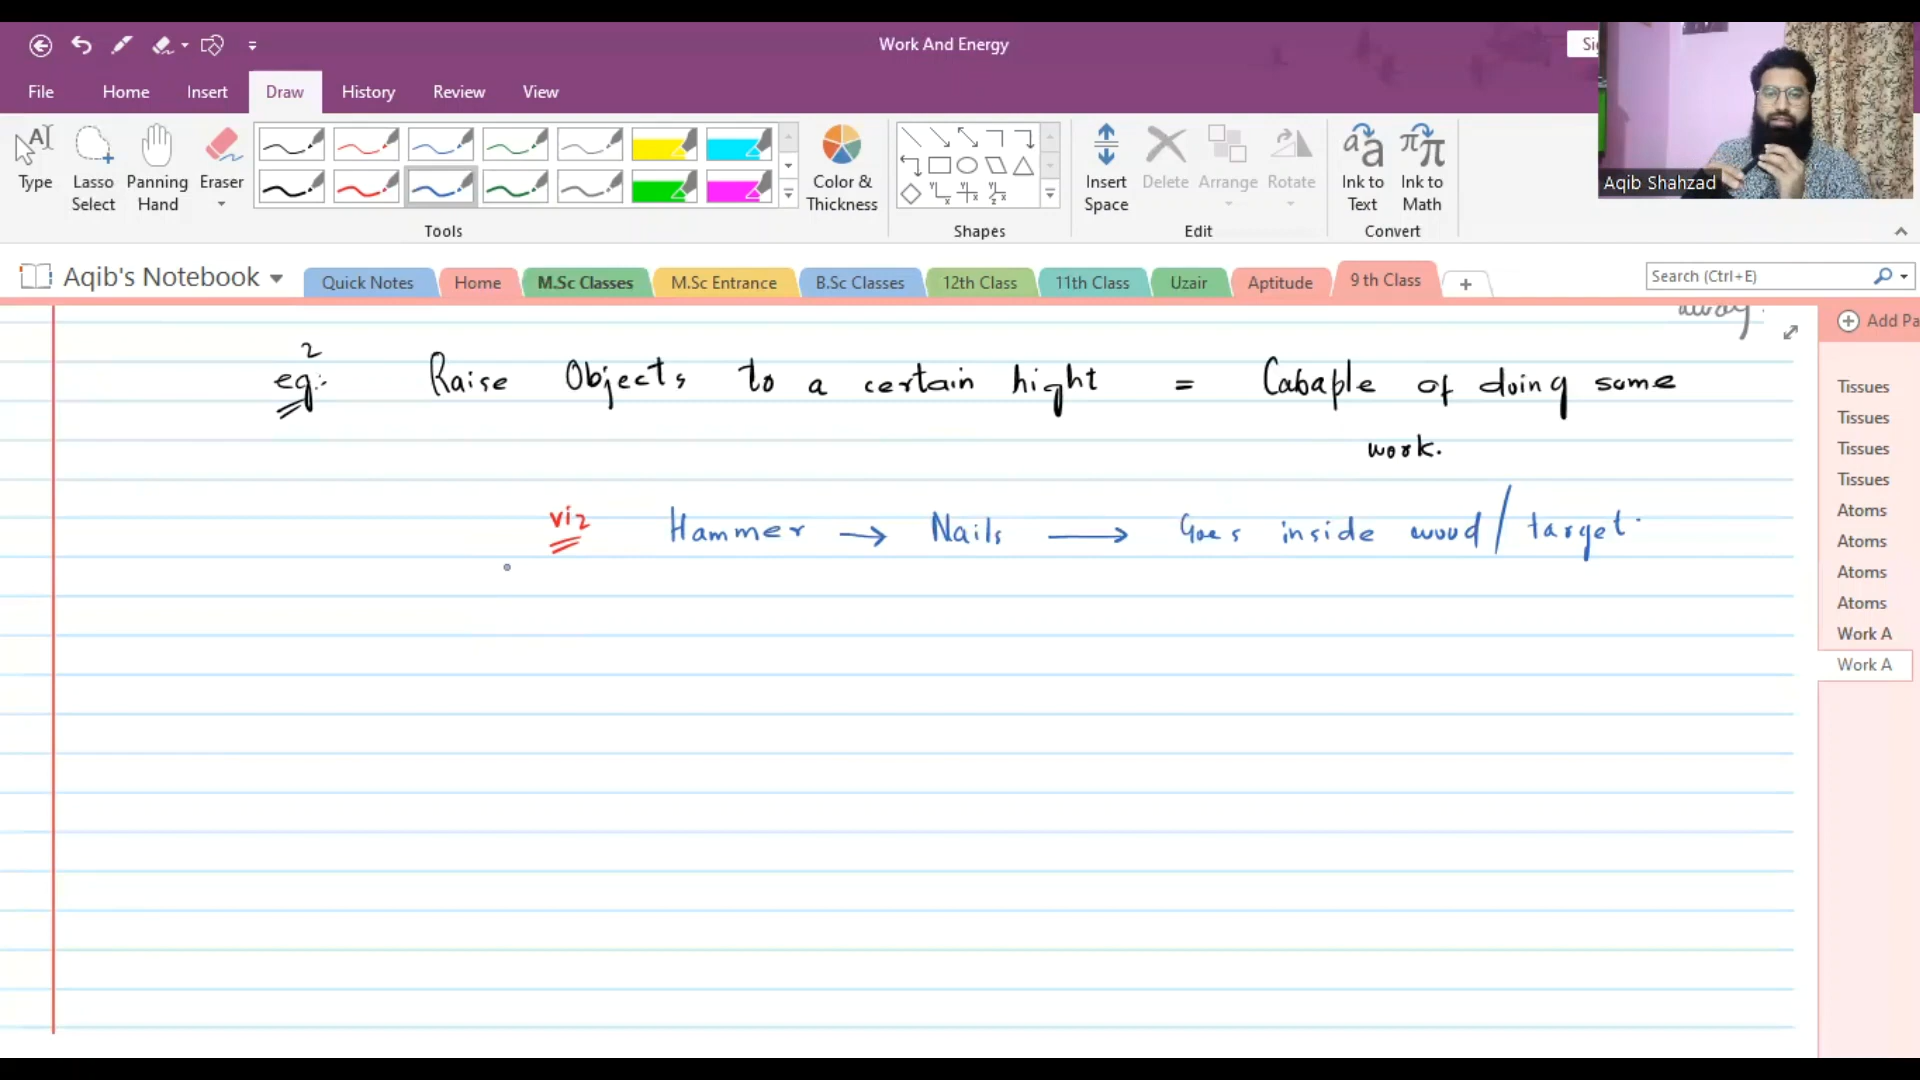 Work And Energy
Si
File Home Insert Draw History Review View
Type Lasso Select Panning Hand Eraser
Color & Thickness
Insert Space Delete Arrange Rotate
Ink to Text Ink to Math
Tools Shapes Edit Convert
Aqib Shahzad
Aqib's Notebook Quick Notes Home M.Sc Classes M.Sc Entrance B.Sc Classes 12th Class 11th Class Uzair Aptitude 9 th Class
Search (Ctrl+E)
Add Pa
2
eg:- Raise Objects to a certain hight = Cabaple of doing some
work.
viz Hammer → Nails → Goes inside wood / target.
Tissues
Tissues
Tissues
Tissues
Atoms
Atoms
Atoms
Atoms
Work A
Work A